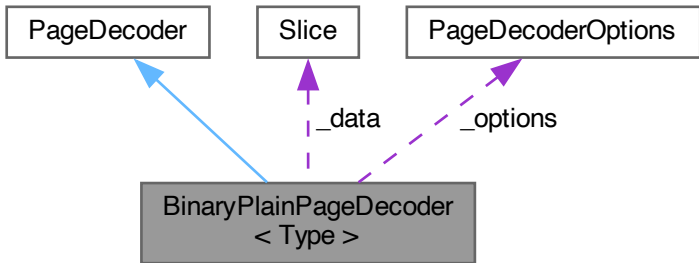 PageDecoder
Slice
PageDecoderOptions
_data
_options
BinaryPlainPageDecoder
< Type >